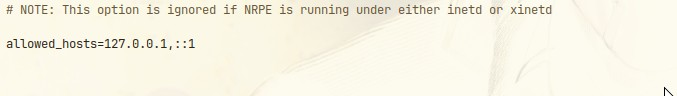 # NOTE: This option is ignored if NRPE is running under either inetd or xinetd
allowed_hosts=127.0.0.1,::1